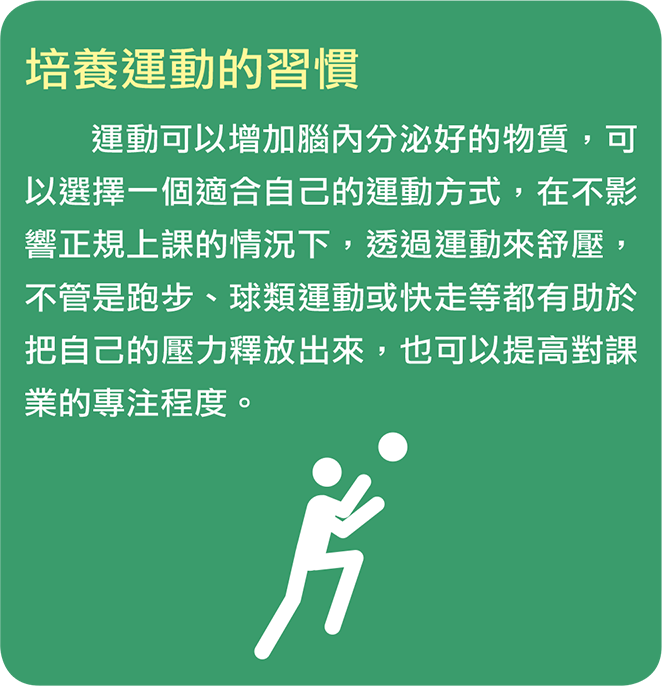 培養運動的習慣
運動可以增加腦內分泌好的物質，可
以選擇一個適合自己的運動方式，在不影
響正規上課的情況下，透過運動來舒壓，
不管是跑步、球類運動或快走等都有助於
把自己的壓力釋放出來，也可以提高對課
業的專注程度。